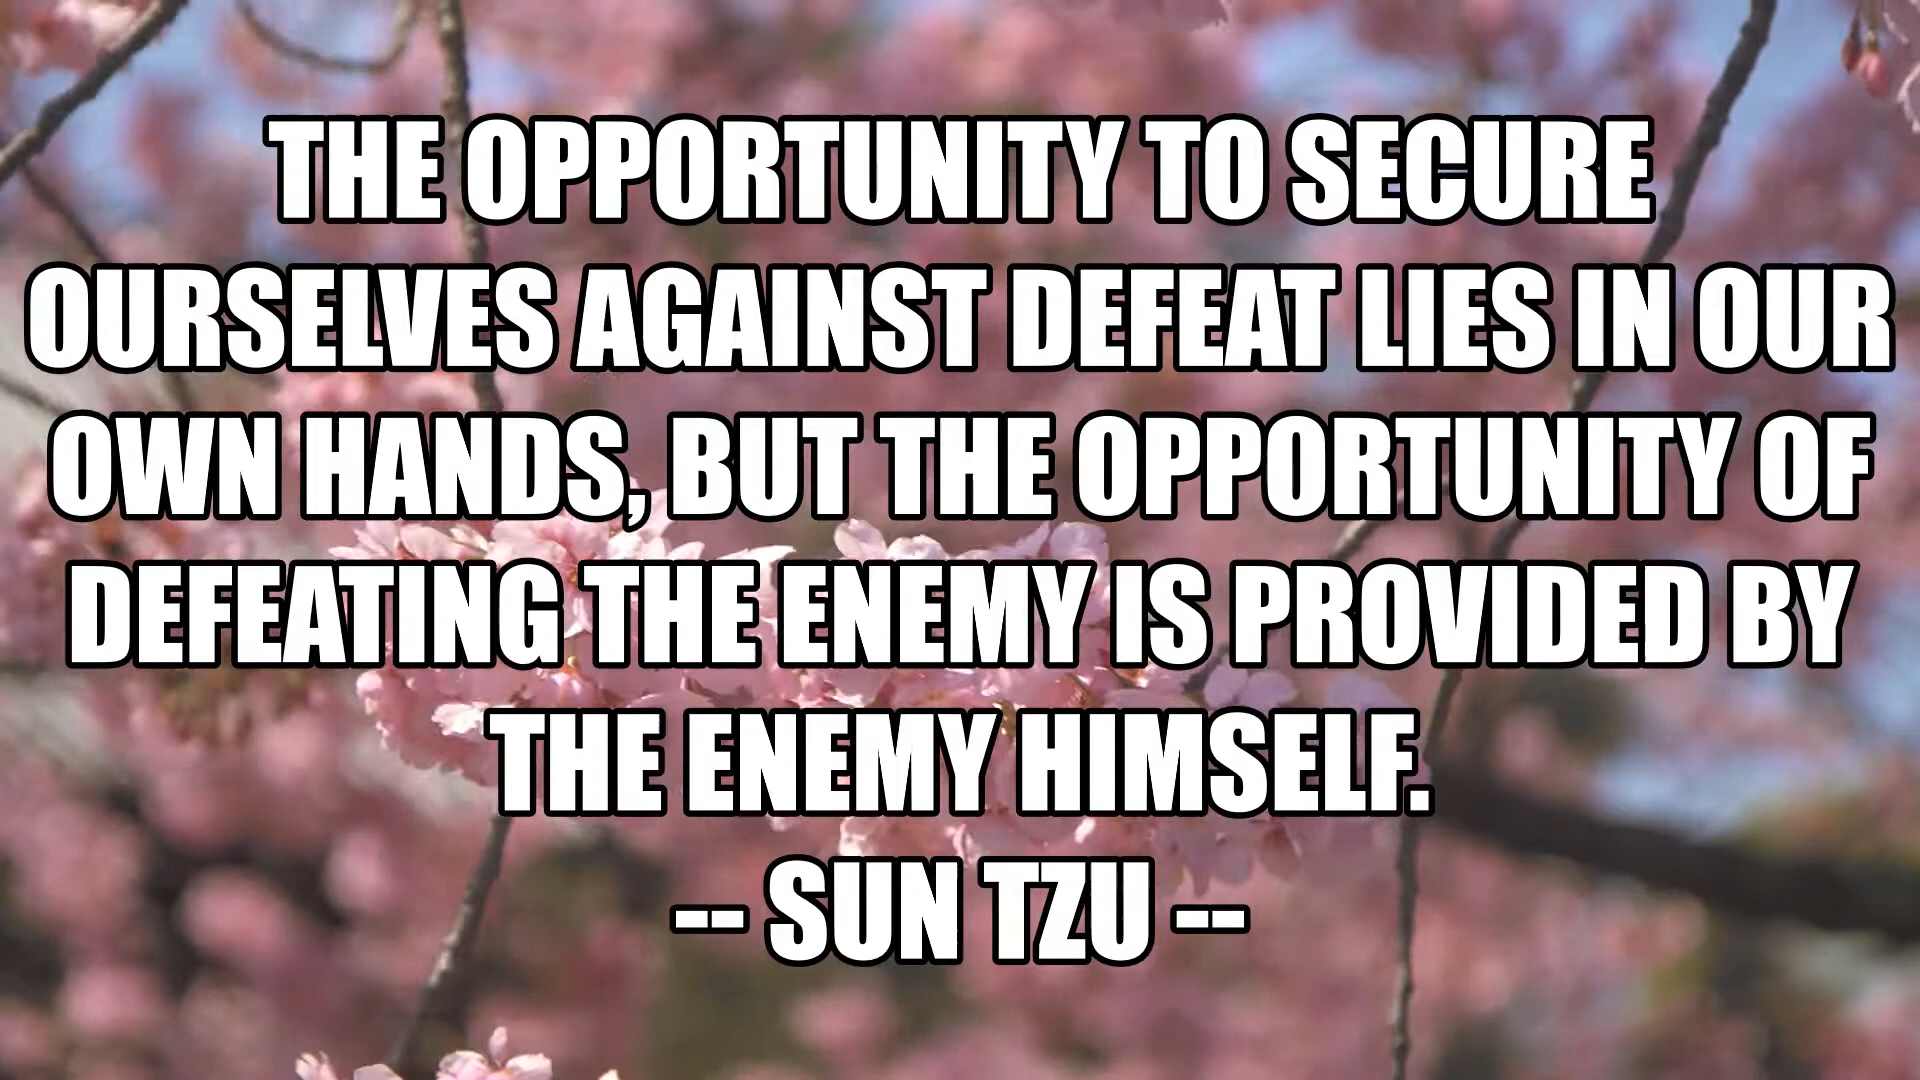 THE OPPORTUNITY TO SECURE
OURSELVES AGAINST DEFEAT LIES IN OUR
OWN HANDS, BUT THE OPPORTUNITY OF
DEFEATING THE ENEMY IS PROVIDED BY
THE ENEMY HIMSELF.
-- SUN TZU --